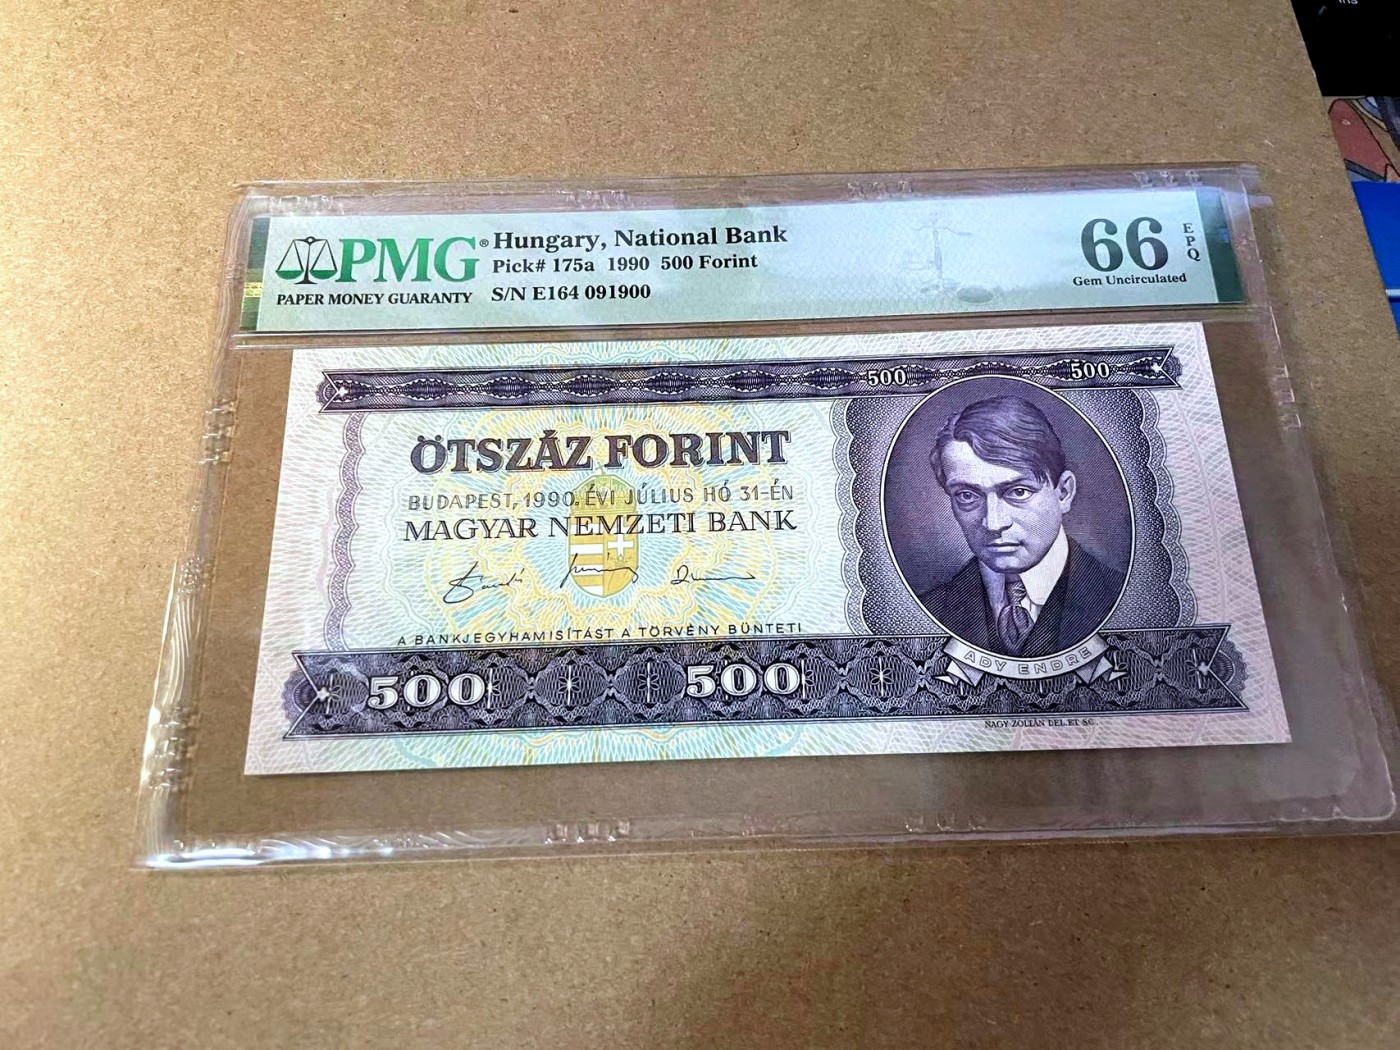 PMG®
PAPER MONEY GUARANTY
Hungary, National Bank
Pick# 175a 1990 500 Forint
S/N E164 091900
66
EPQ
Gem Uncirculated
500 500
ÖTSZÁZ FORINT
BUDAPEST, 1990. ÉVI JÚLIUS HÓ 31-ÉN
MAGYAR NEMZETI BANK
A BANKJEGYHAMISÍTÁST A TÖRVÉNY BÜNTETI
500 500
ADY ENDRE
NAGY ZOLTÁN DEL. ET SC.